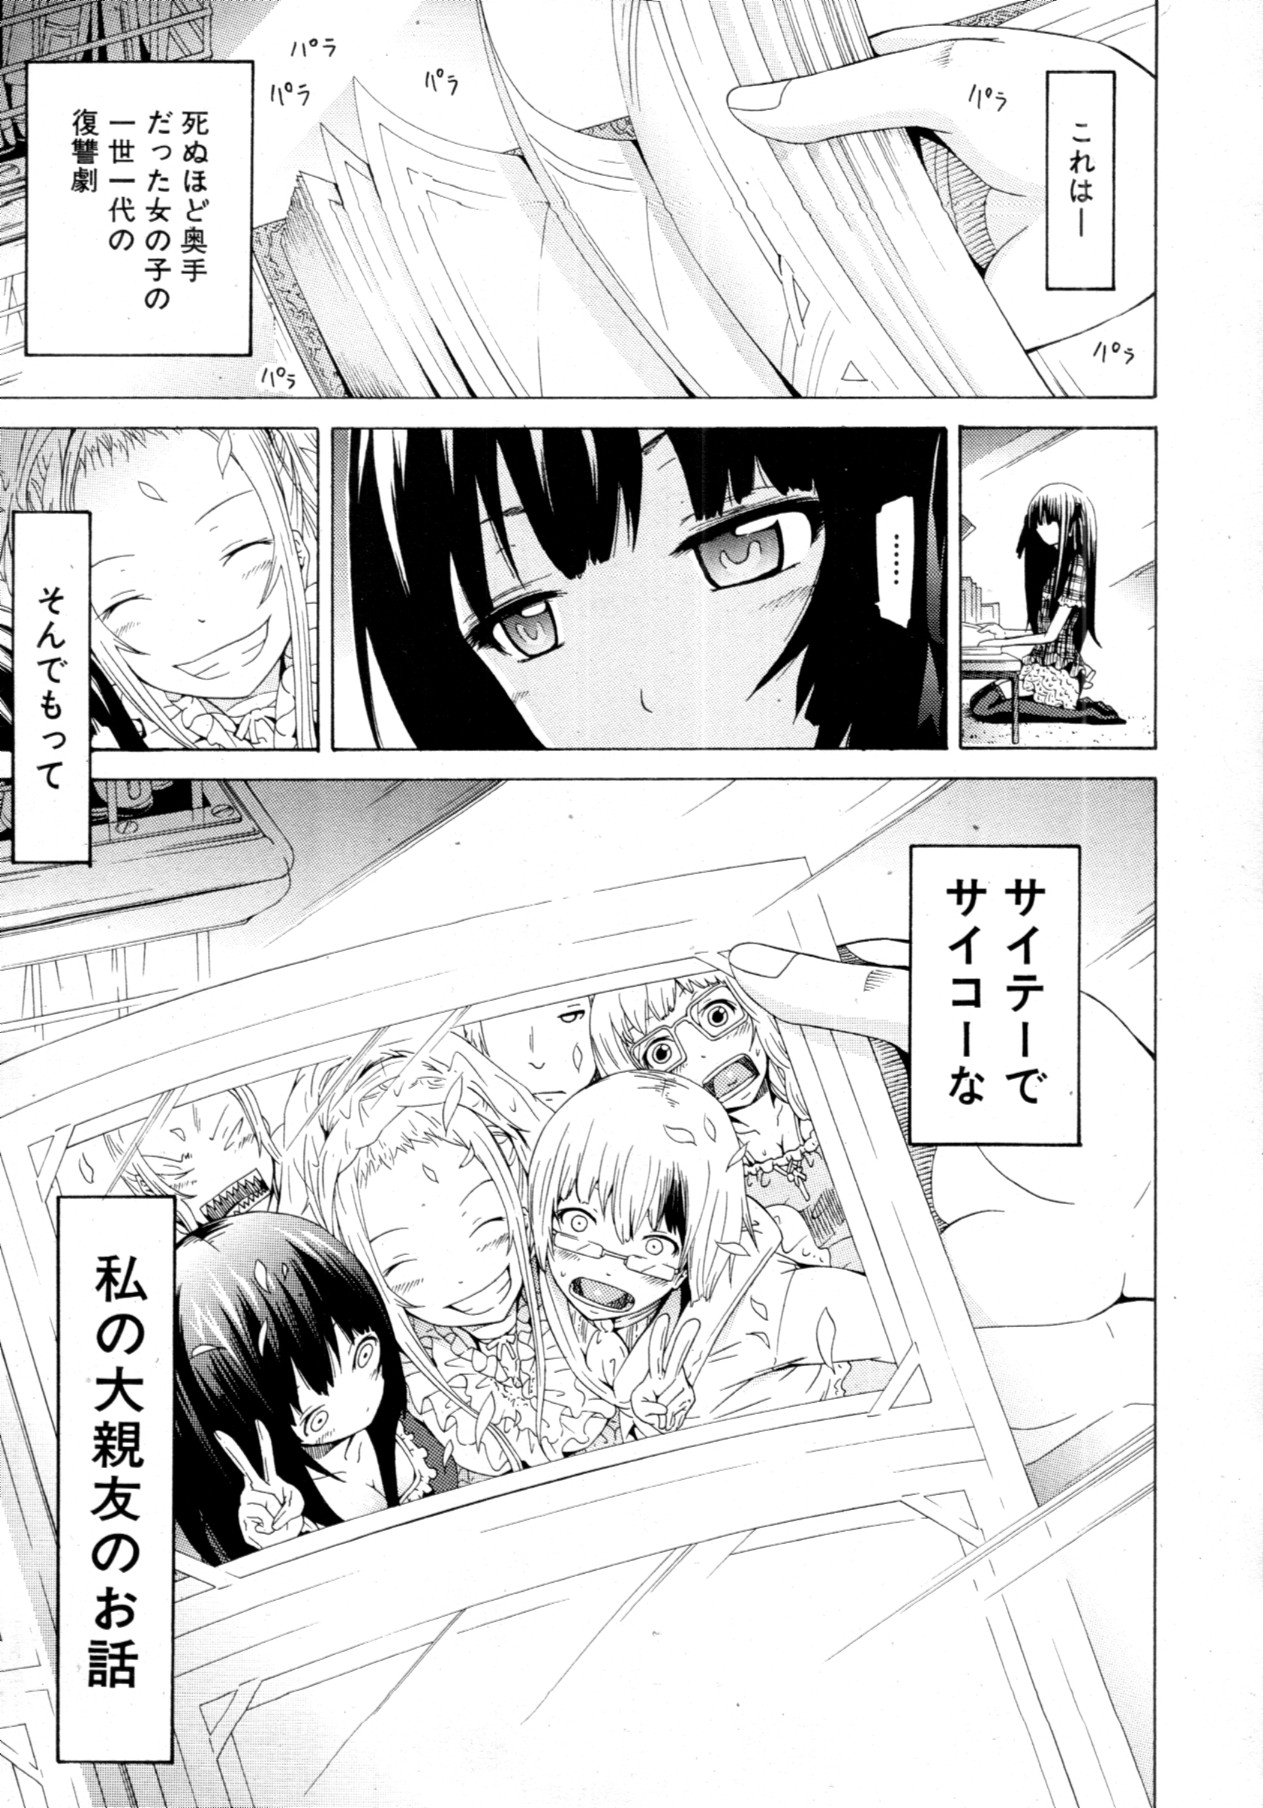 これはー
パラ
パラ
パラ
パラ
パラ
パラ
死ぬほど奥手
だった女の子の
一世一代の
復讐劇
……
そんでもって
サイテーで
サイコーな
私の大親友のお話